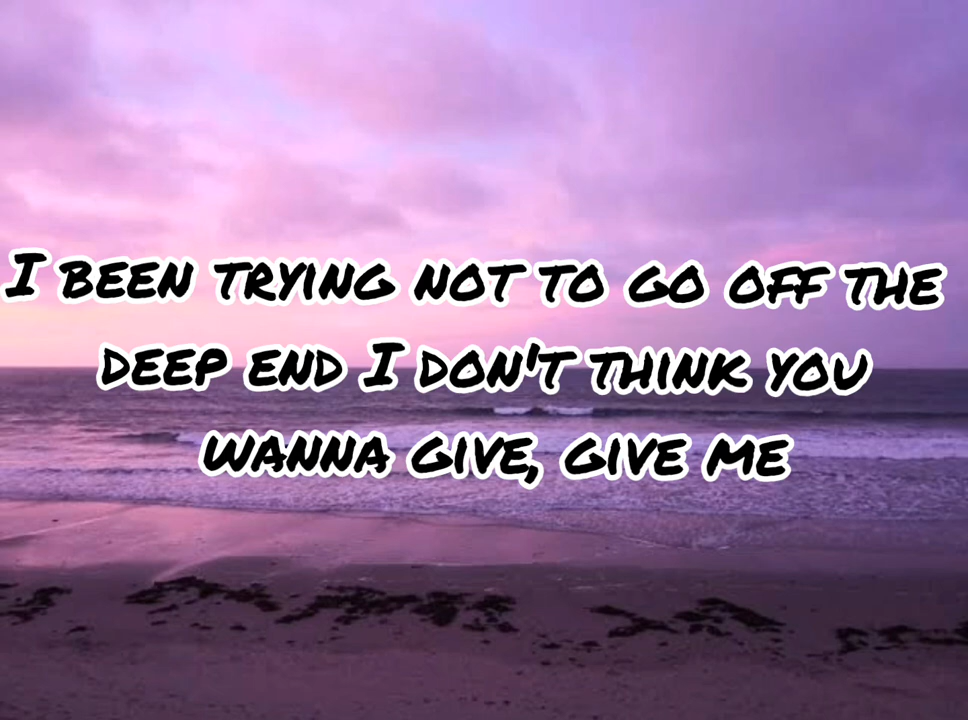 I BEEN TRYING NOT TO GO OFF THE
DEEP END I DON'T THINK YOU
WANNA GIVE, GIVE ME